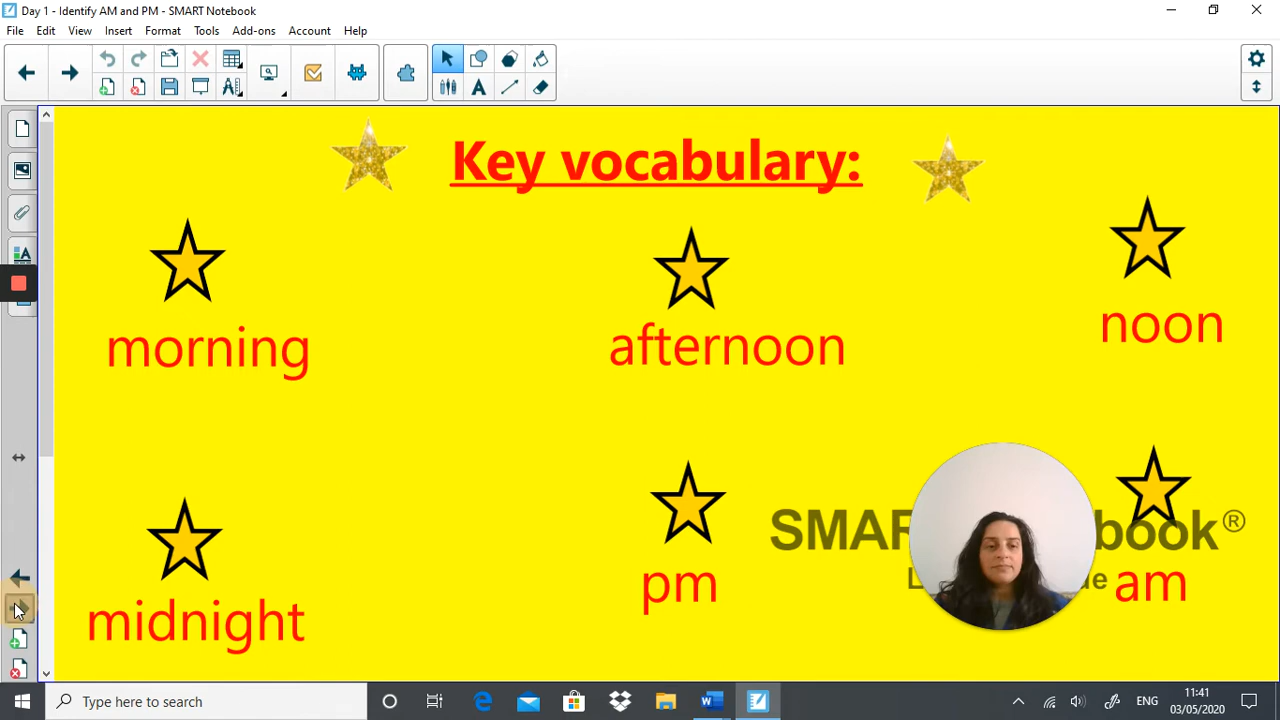 Day 1 - Identify AM and PM - SMART Notebook
File Edit View Insert Format Tools Add-ons Account Help
Key vocabulary:
morning
afternoon
noon
midnight
pm
am
Type here to search
ENG
11:41
03/05/2020